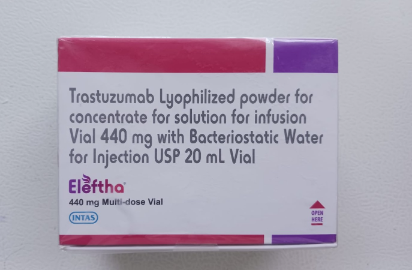 Trastuzumab Lyophilized powder for
concentrate for solution for infusion
Vial 440 mg with Bacteriostatic Water
for Injection USP 20 mL Vial
Eleftha®
440 mg Multi-dose Vial
INTAS
OPEN
HERE